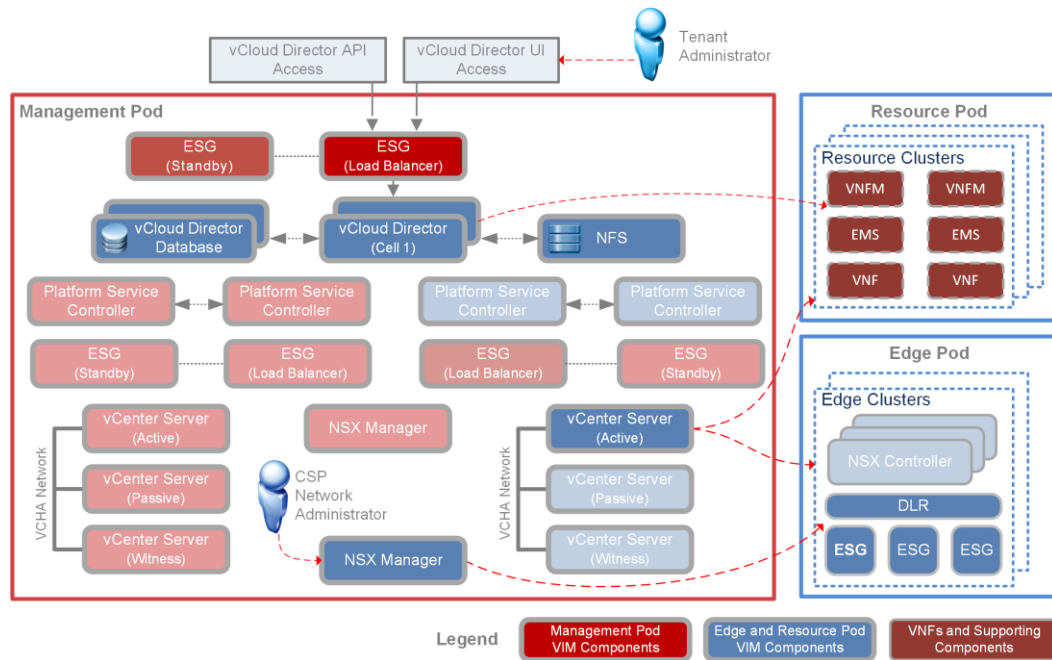 vCloud Director API
Access
vCloud Director UI
Access
Tenant
Administrator
Management Pod
ESG
(Standby)
ESG
(Load Balancer)
vCloud Director
Database
vCloud Director
(Cell 1)
NFS
Platform Service
Controller
Platform Service
Controller
Platform Service
Controller
Platform Service
Controller
ESG
(Standby)
ESG
(Load Balancer)
ESG
(Load Balancer)
ESG
(Standby)
VCHA Network
vCenter Server
(Active)
vCenter Server
(Passive)
vCenter Server
(Witness)
NSX Manager
CSP
Network
Administrator
NSX Manager
VCHA Network
vCenter Server
(Active)
vCenter Server
(Passive)
vCenter Server
(Witness)
Resource Pod
Resource Clusters
VNFM
VNFM
EMS
EMS
VNF
VNF
Edge Pod
Edge Clusters
NSX Controller
DLR
ESG
ESG
ESG
Legend
Management Pod
VIM Components
Edge and Resource Pod
VIM Components
VNFs and Supporting
Components